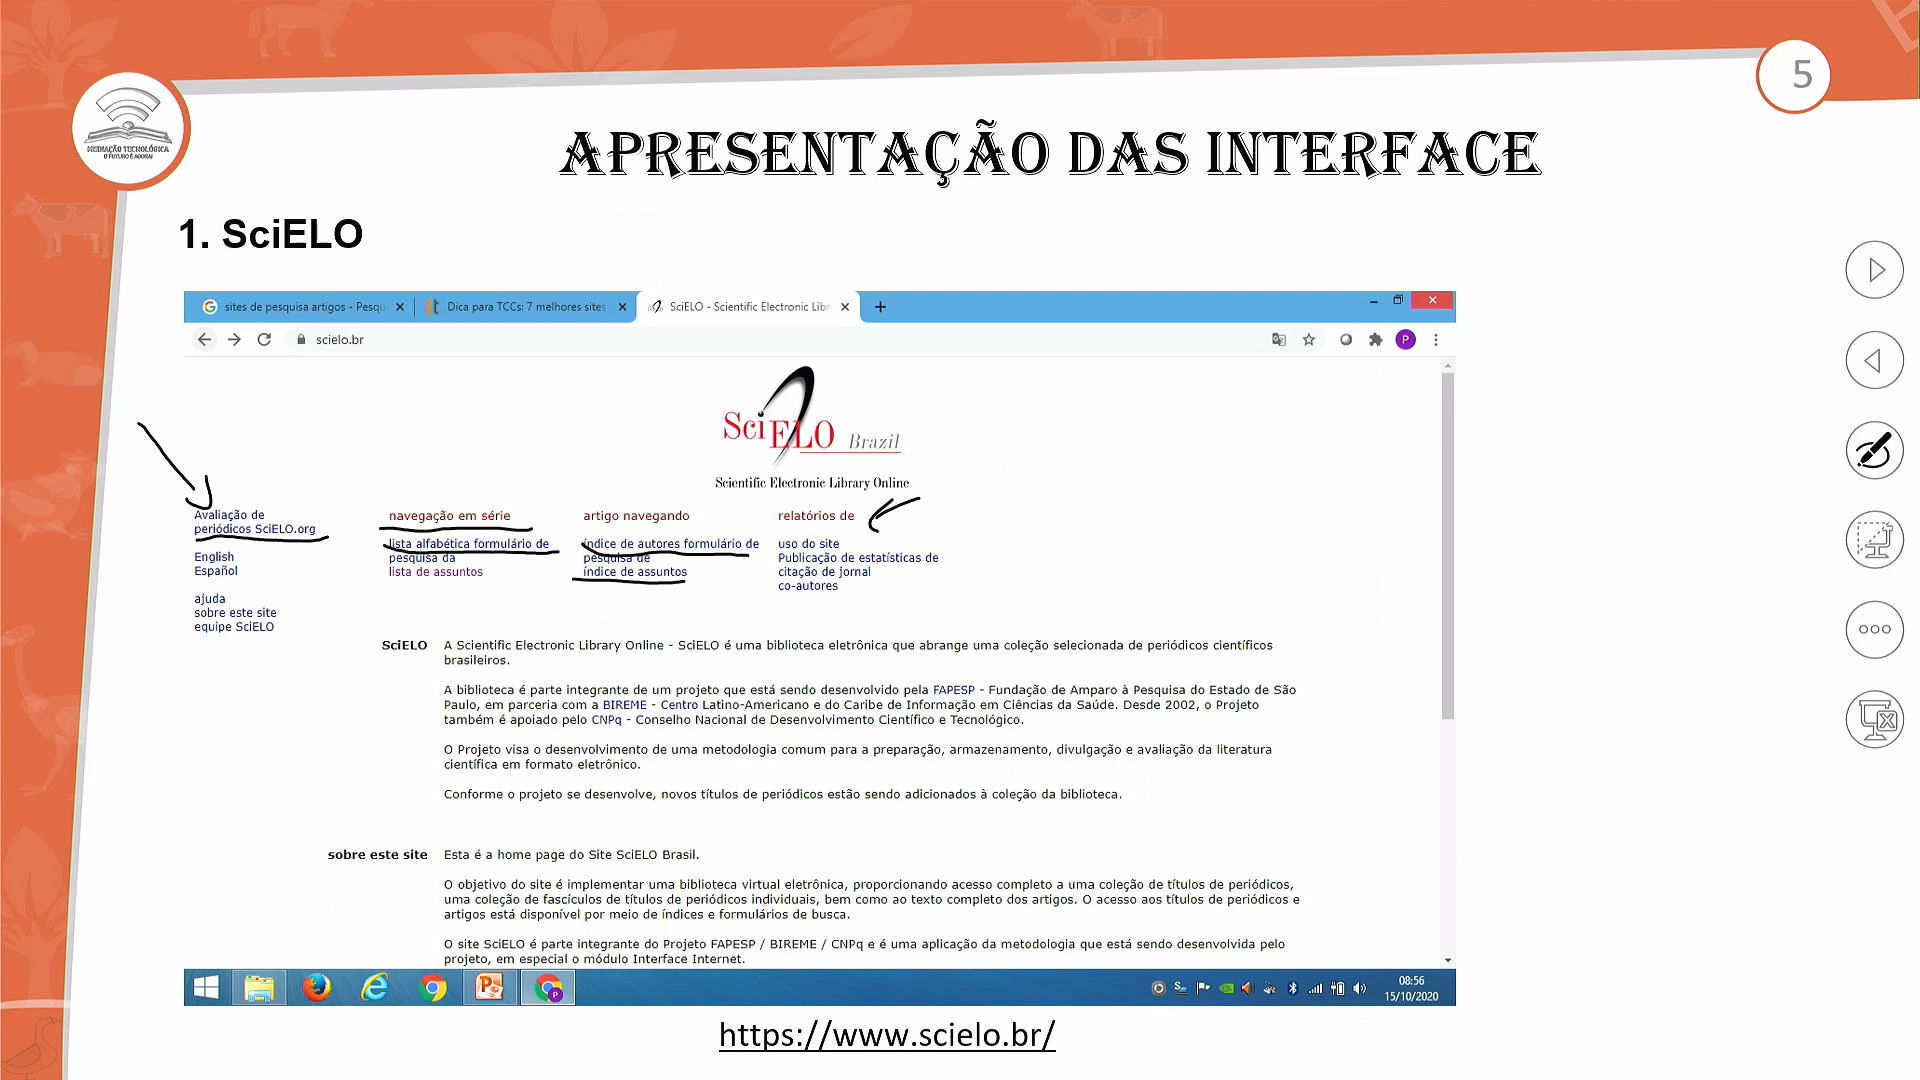 5
MEDIAÇÃO TECNOLÓGICA
O FUTURO É AGORA!
APRESENTAÇÃO DAS INTERFACE
1. SciELO
sites de pesquisa artigos - Pesqu
Dica para TCCs: 7 melhores sites
SciELO - Scientific Electronic Libr
scielo.br
P
SciELO Brazil
Scientific Electronic Library Online
Avaliação de
periódicos SciELO.org
English
Español
ajuda
sobre este site
equipe SciELO
navegação em série
lista alfabética formulário de
pesquisa da
lista de assuntos
artigo navegando
índice de autores formulário de
pesquisa de
índice de assuntos
relatórios de
uso do site
Publicação de estatísticas de
citação de jornal
co-autores
SciELO A Scientific Electronic Library Online - SciELO é uma biblioteca eletrônica que abrange uma coleção selecionada de periódicos científicos
brasileiros.
A biblioteca é parte integrante de um projeto que está sendo desenvolvido pela FAPESP - Fundação de Amparo à Pesquisa do Estado de São
Paulo, em parceria com a BIREME - Centro Latino-Americano e do Caribe de Informação em Ciências da Saúde. Desde 2002, o Projeto
também é apoiado pelo CNPq - Conselho Nacional de Desenvolvimento Científico e Tecnológico.
O Projeto visa o desenvolvimento de uma metodologia comum para a preparação, armazenamento, divulgação e avaliação da literatura
científica em formato eletrônico.
Conforme o projeto se desenvolve, novos títulos de periódicos estão sendo adicionados à coleção da biblioteca.
sobre este site Esta é a home page do Site SciELO Brasil.
O objetivo do site é implementar uma biblioteca virtual eletrônica, proporcionando acesso completo a uma coleção de títulos de periódicos,
uma coleção de fascículos de títulos de periódicos individuais, bem como ao texto completo dos artigos. O acesso aos títulos de periódicos e
artigos está disponível por meio de índices e formulários de busca.
O site SciELO é parte integrante do Projeto FAPESP / BIREME / CNPq e é uma aplicação da metodologia que está sendo desenvolvida pelo
projeto, em especial o módulo Interface Internet.
08:56
15/10/2020
https://www.scielo.br/